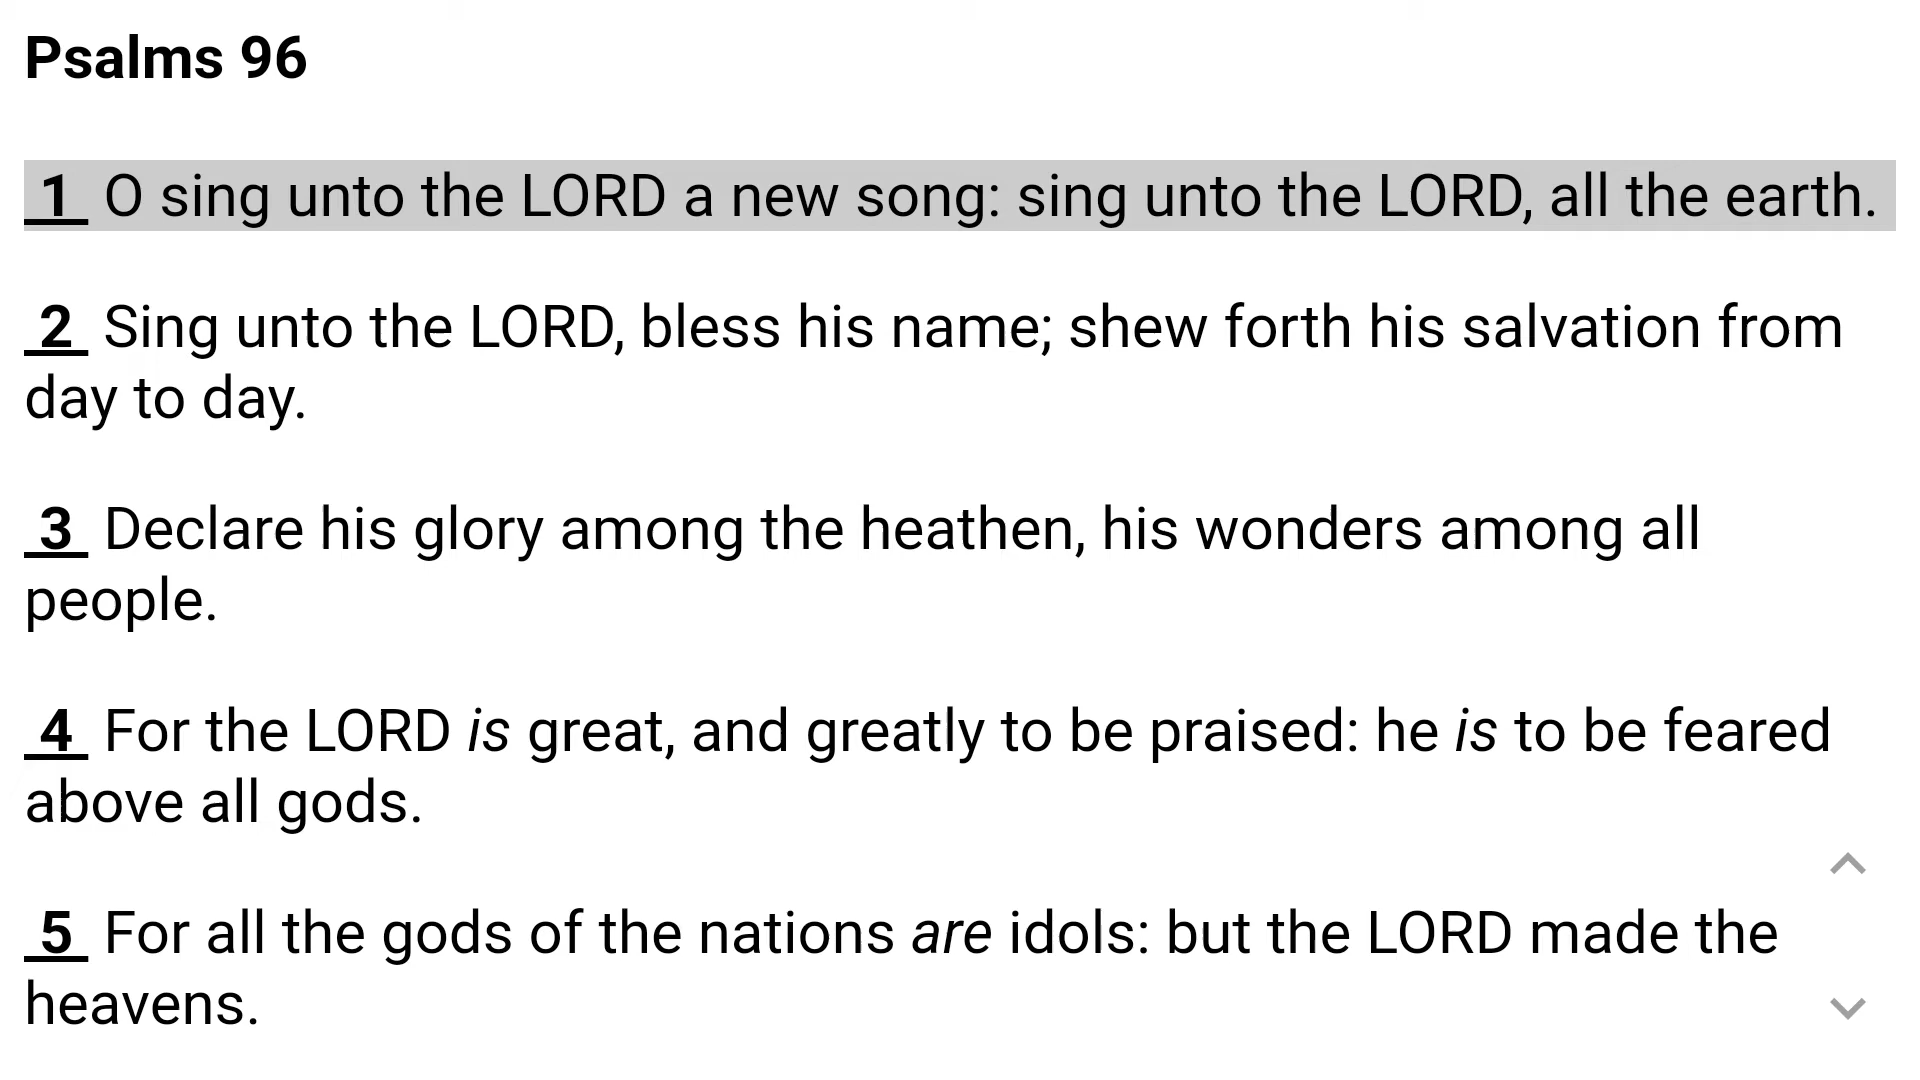 Psalms 96
1 O sing unto the LORD a new song: sing unto the LORD, all the earth.
2 Sing unto the LORD, bless his name; shew forth his salvation from
day to day.
3 Declare his glory among the heathen, his wonders among all
people.
4 For the LORD is great, and greatly to be praised: he is to be feared
above all gods.
5 For all the gods of the nations are idols: but the LORD made the
heavens.